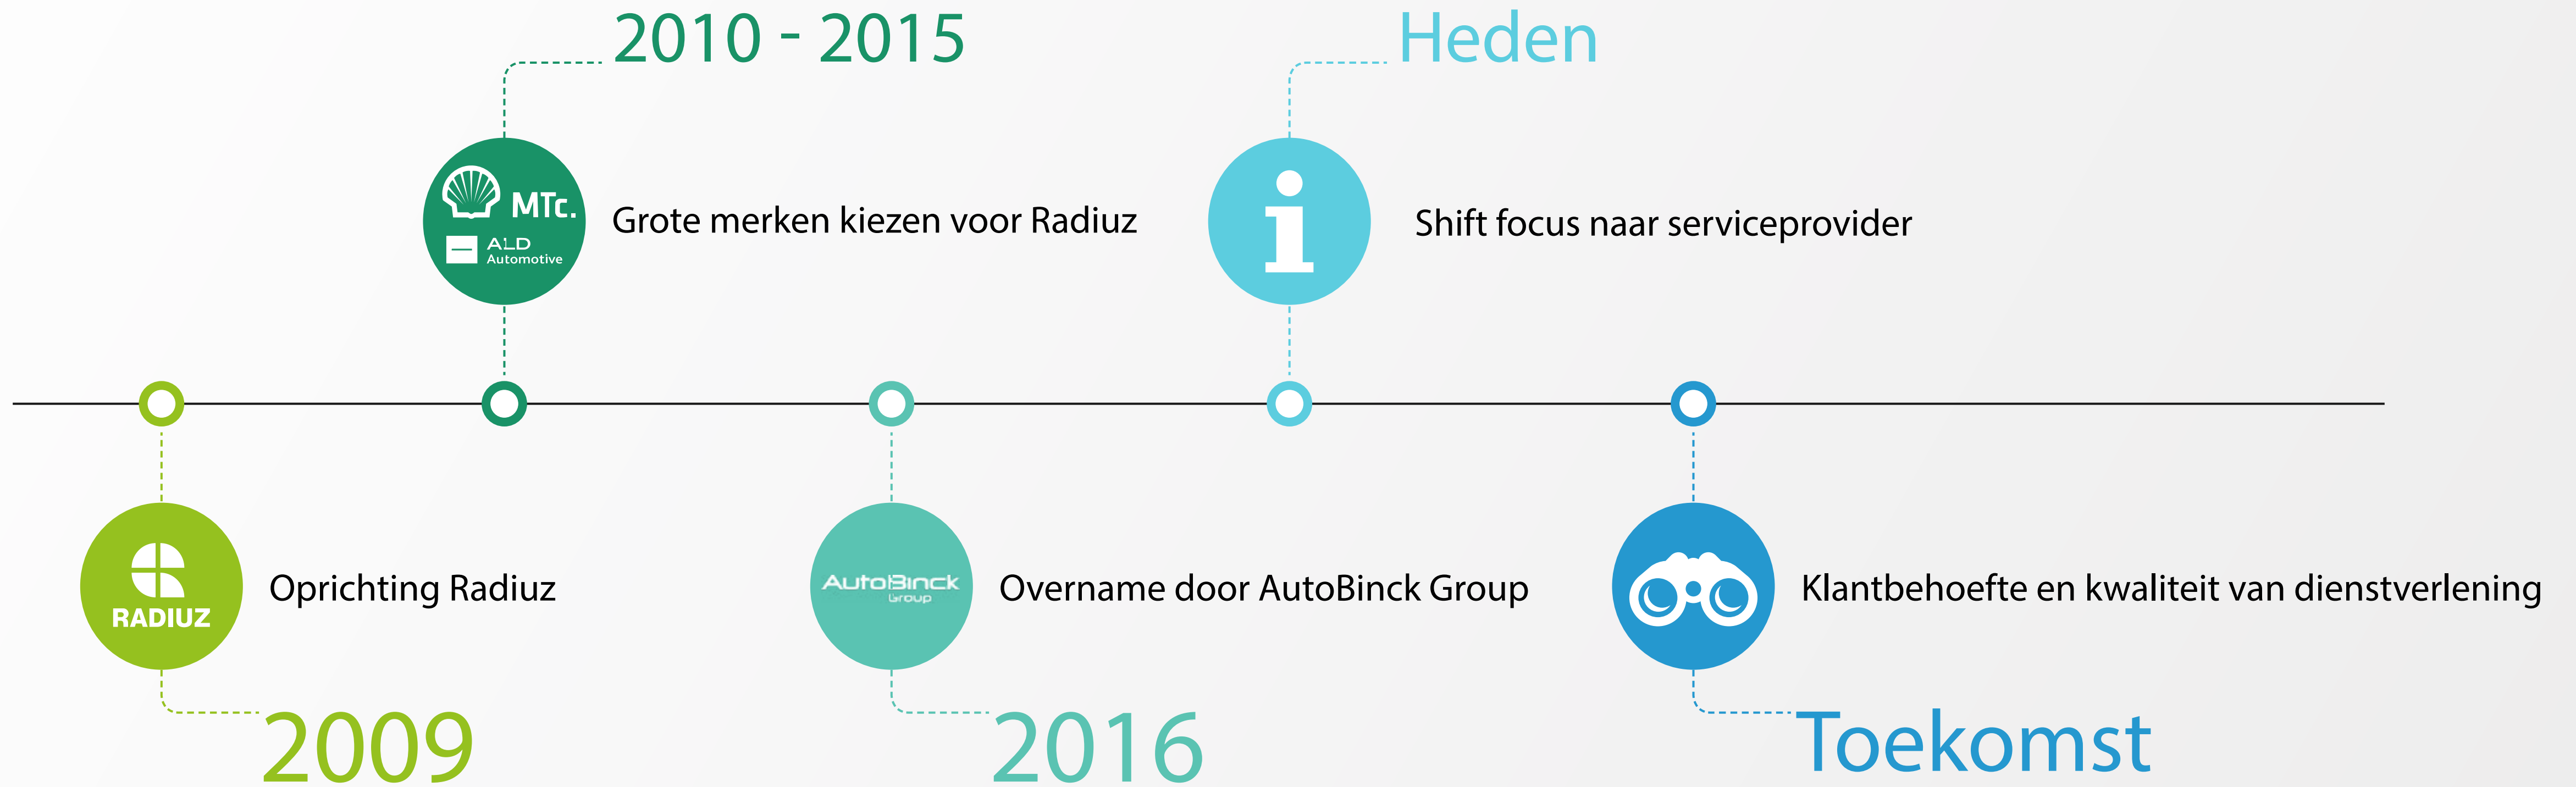 2010 - 2015
Heden
MTc.
ALD
Automotive
Grote merken kiezen voor Radiuz
Shift focus naar serviceprovider
RADIUZ
Oprichting Radiuz
AutoBinck
Group
Overname door AutoBinck Group
Klantbehoefte en kwaliteit van dienstverlening
2009
2016
Toekomst